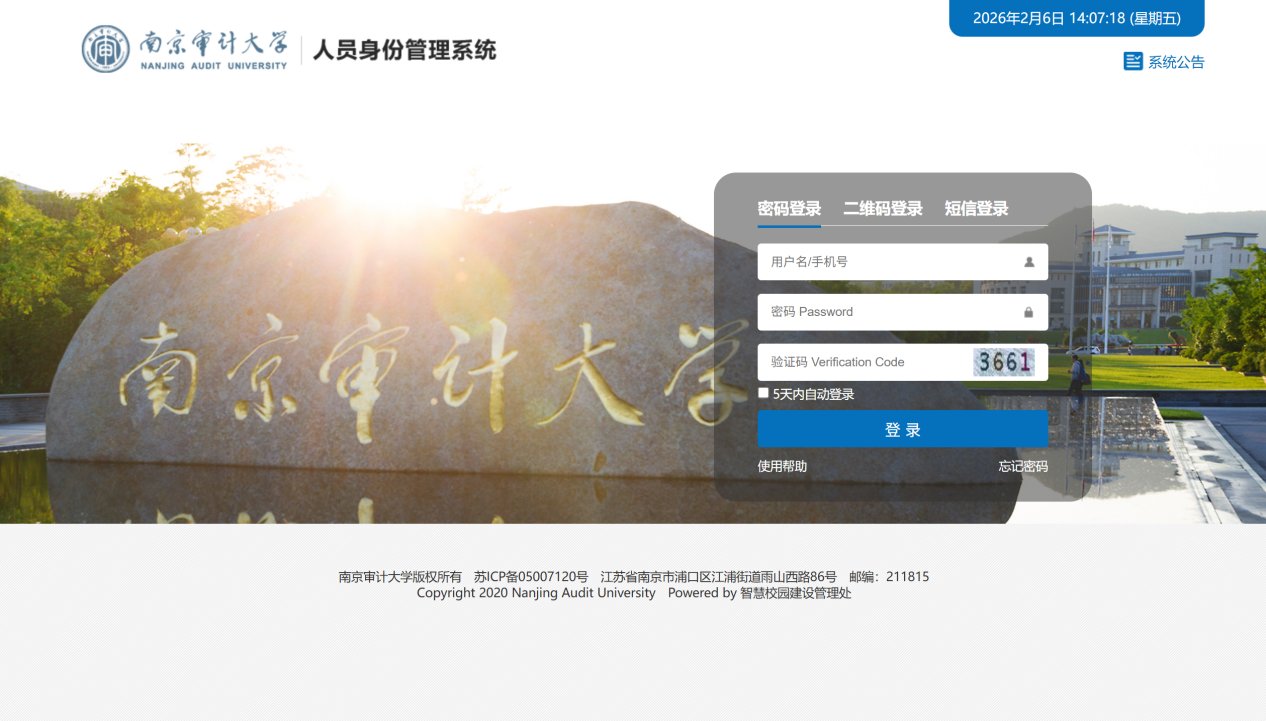 2026年2月6日 14:07:18 (星期五)
南京审计大学
NANJING AUDIT UNIVERSITY
人员身份管理系统
系统公告
密码登录 二维码登录 短信登录
用户名/手机号
密码 Password
验证码 Verification Code
3661
5天内自动登录
登 录
使用帮助 忘记密码
南京审计大学
南京审计大学版权所有 苏ICP备05007120号 江苏省南京市浦口区江浦街道雨山西路86号 邮编：211815
Copyright 2020 Nanjing Audit University Powered by 智慧校园建设管理处